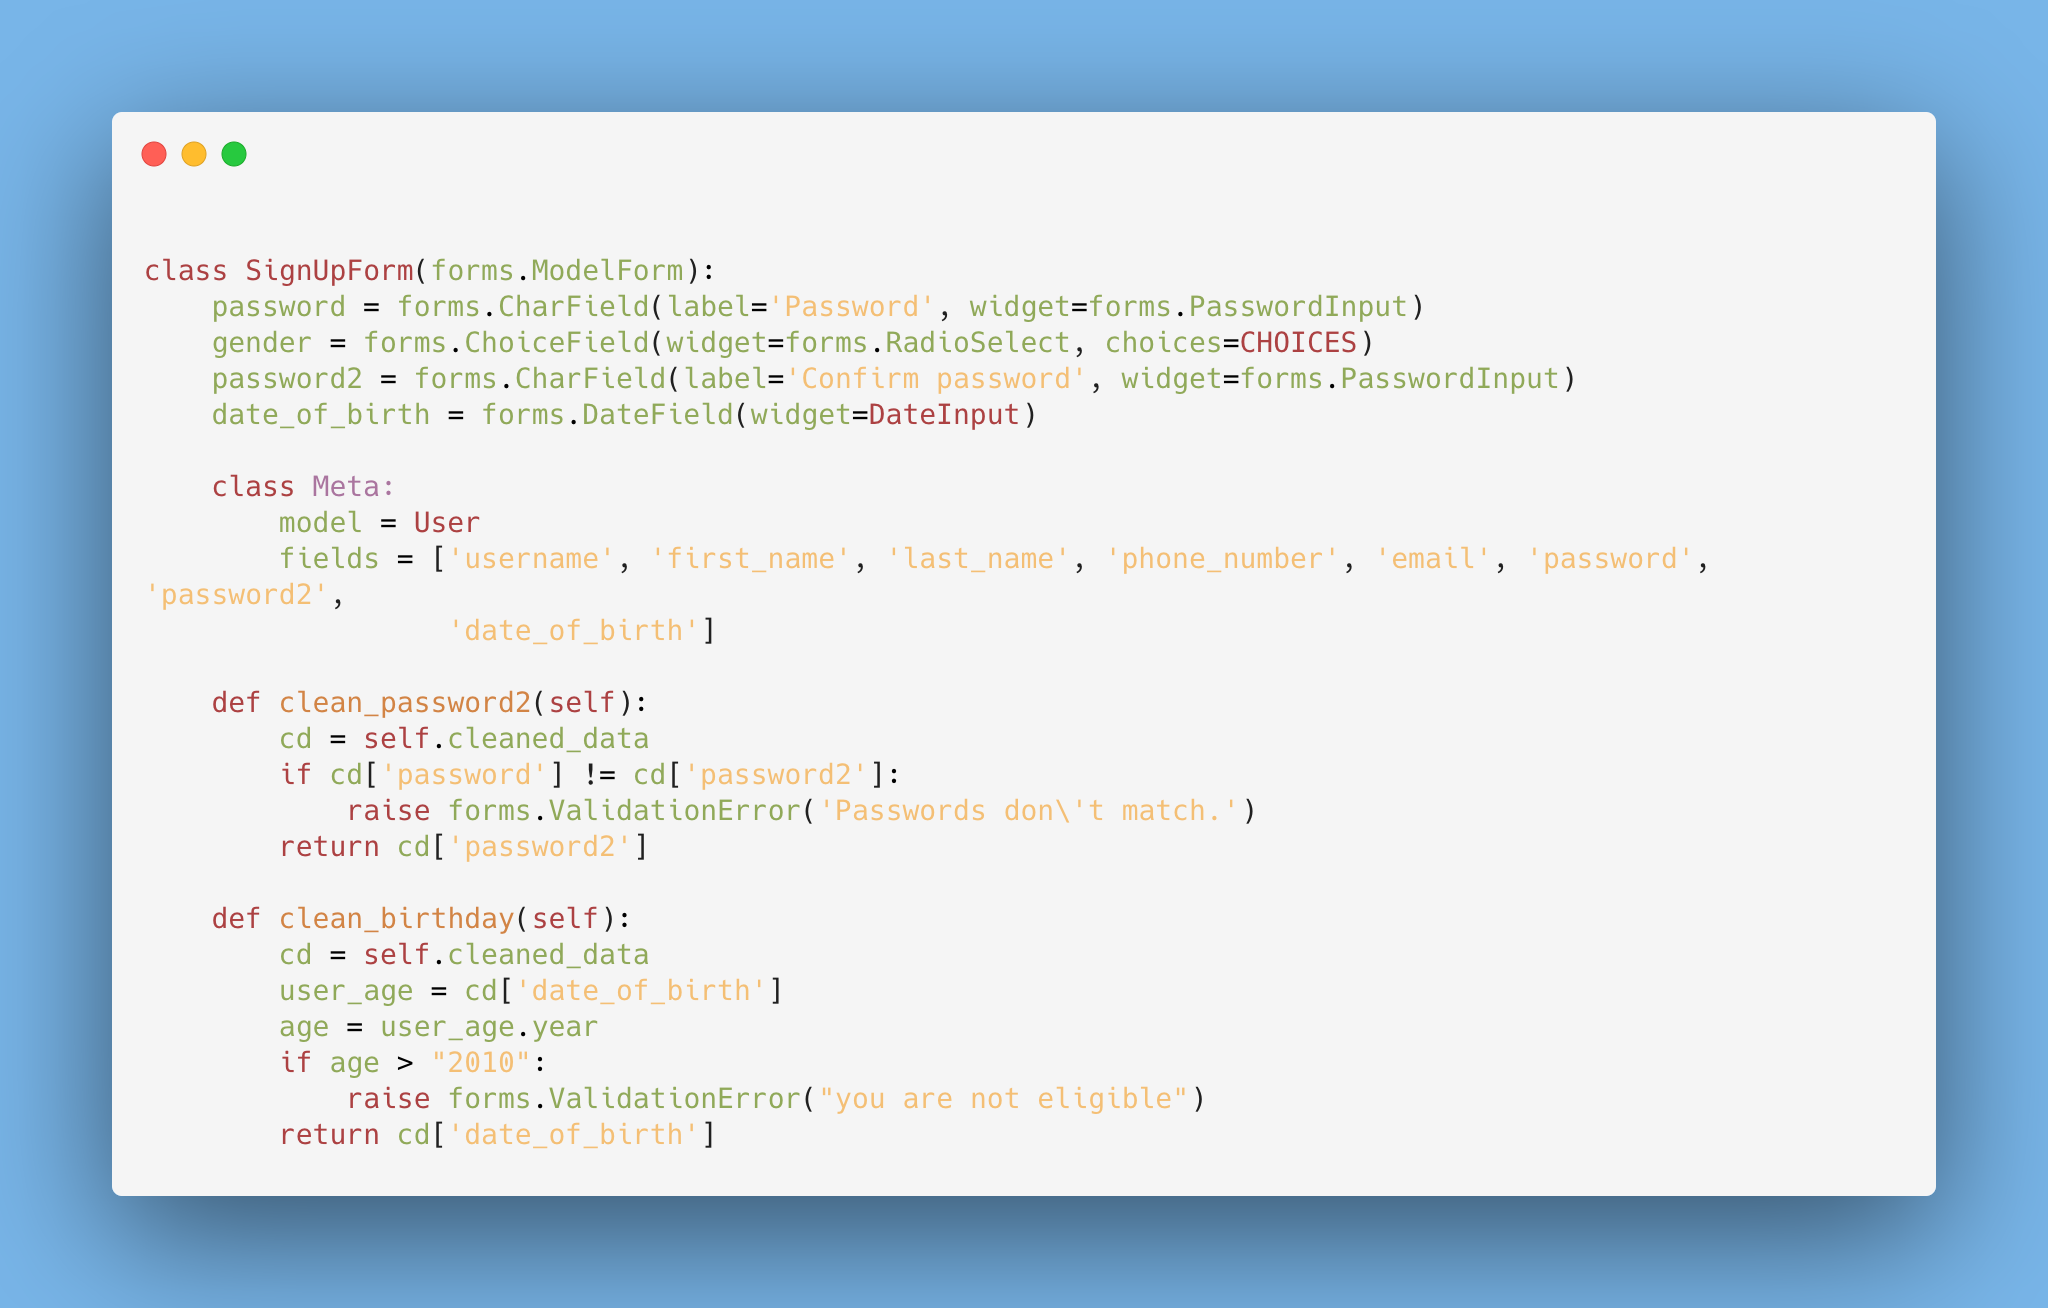 class SignUpForm(forms.ModelForm):
    password = forms.CharField(label='Password', widget=forms.PasswordInput)
    gender = forms.ChoiceField(widget=forms.RadioSelect, choices=CHOICES)
    password2 = forms.CharField(label='Confirm password', widget=forms.PasswordInput)
    date_of_birth = forms.DateField(widget=DateInput)

    class Meta:
        model = User
        fields = ['username', 'first_name', 'last_name', 'phone_number', 'email', 'password',
'password2',
                  'date_of_birth']

    def clean_password2(self):
        cd = self.cleaned_data
        if cd['password'] != cd['password2']:
            raise forms.ValidationError('Passwords don\'t match.')
        return cd['password2']

    def clean_birthday(self):
        cd = self.cleaned_data
        user_age = cd['date_of_birth']
        age = user_age.year
        if age > "2010":
            raise forms.ValidationError("you are not eligible")
        return cd['date_of_birth']